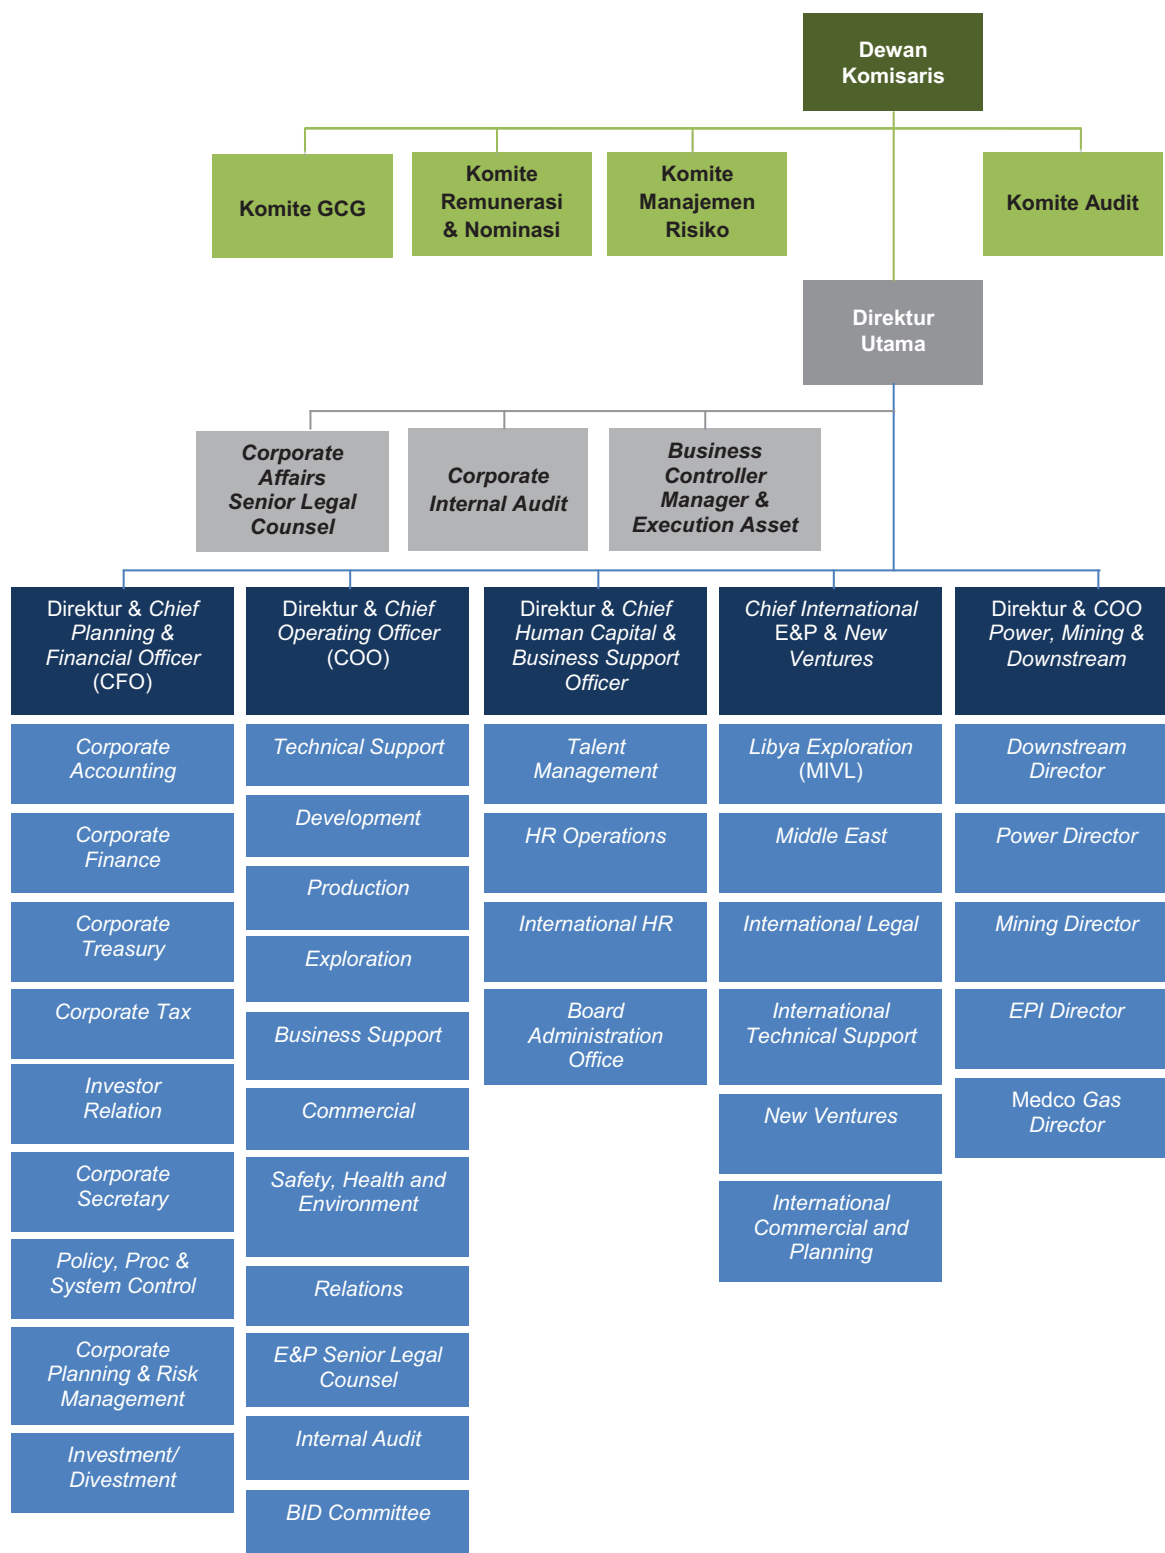 Dewan
Komisaris
Komite GCG
Komite
Remunerasi
& Nominasi
Komite
Manajemen
Risiko
Komite Audit
Direktur
Utama
Corporate
Affairs
Senior Legal
Counsel
Corporate
Internal Audit
Business
Controller
Manager &
Execution Asset
Direktur & Chief
Planning &
Financial Officer
(CFO)
Corporate
Accounting
Corporate
Finance
Corporate
Treasury
Corporate Tax
Investor
Relation
Corporate
Secretary
Policy, Proc &
System Control
Corporate
Planning & Risk
Management
Investment/
Divestment
Direktur & Chief
Operating Officer
(COO)
Technical Support
Development
Production
Exploration
Business Support
Commercial
Safety, Health and
Environment
Relations
E&P Senior Legal
Counsel
Internal Audit
BID Committee
Direktur & Chief
Human Capital &
Business Support
Officer
Talent
Management
HR Operations
International HR
Board
Administration
Office
Chief International
E&P & New
Ventures
Libya Exploration
(MIVL)
Middle East
International Legal
International
Technical Support
New Ventures
International
Commercial and
Planning
Direktur & COO
Power, Mining &
Downstream
Downstream
Director
Power Director
Mining Director
EPI Director
Medco Gas
Director